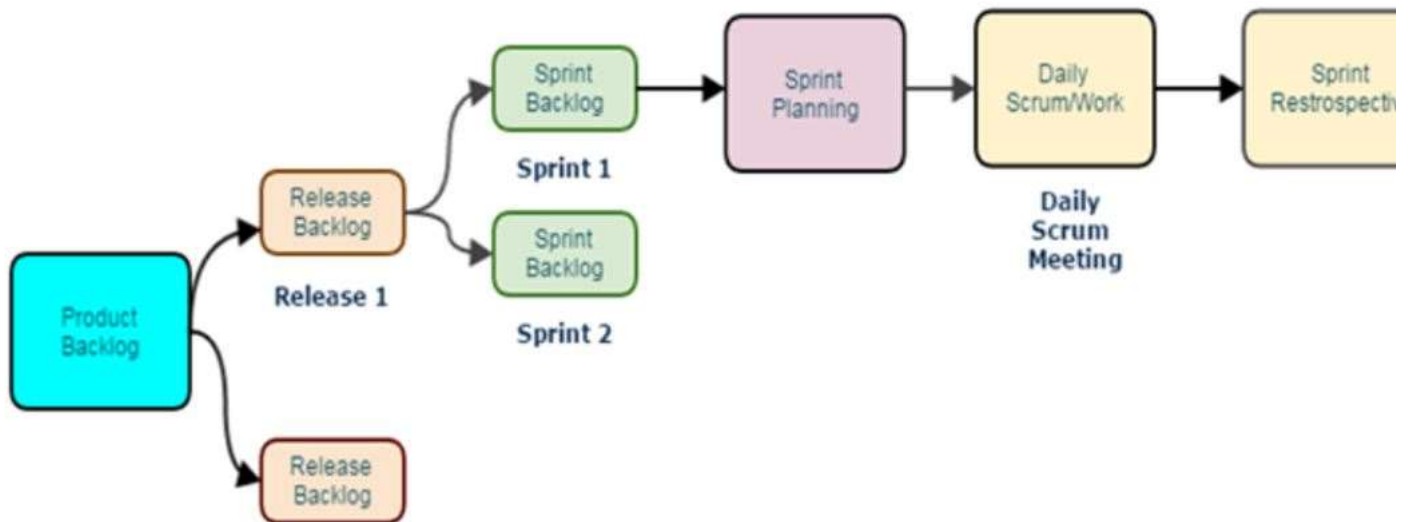 Sprint
Backlog
Sprint 1
Sprint
Planning
Daily
Scrum/Work
Daily
Scrum
Meeting
Sprint
Restrospectiv
Release
Backlog
Release 1
Sprint
Backlog
Sprint 2
Product
Backlog
Release
Backlog